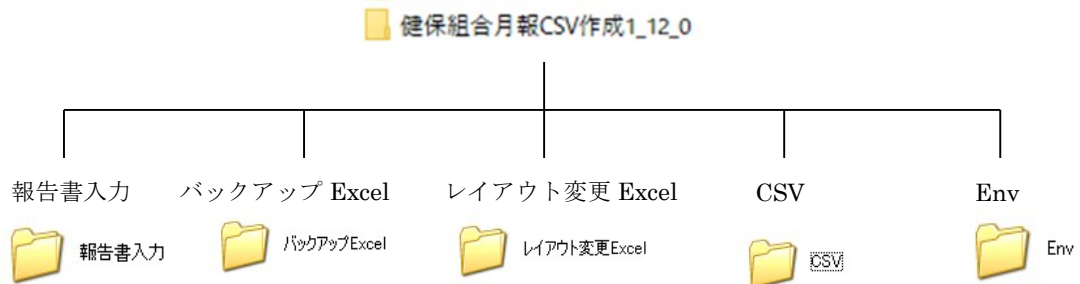 健保組合月報CSV作成1_12_0
報告書入力 バックアップ Excel レイアウト変更 Excel CSV Env
報告書入力 バックアップExcel レイアウト変更Excel CSV Env